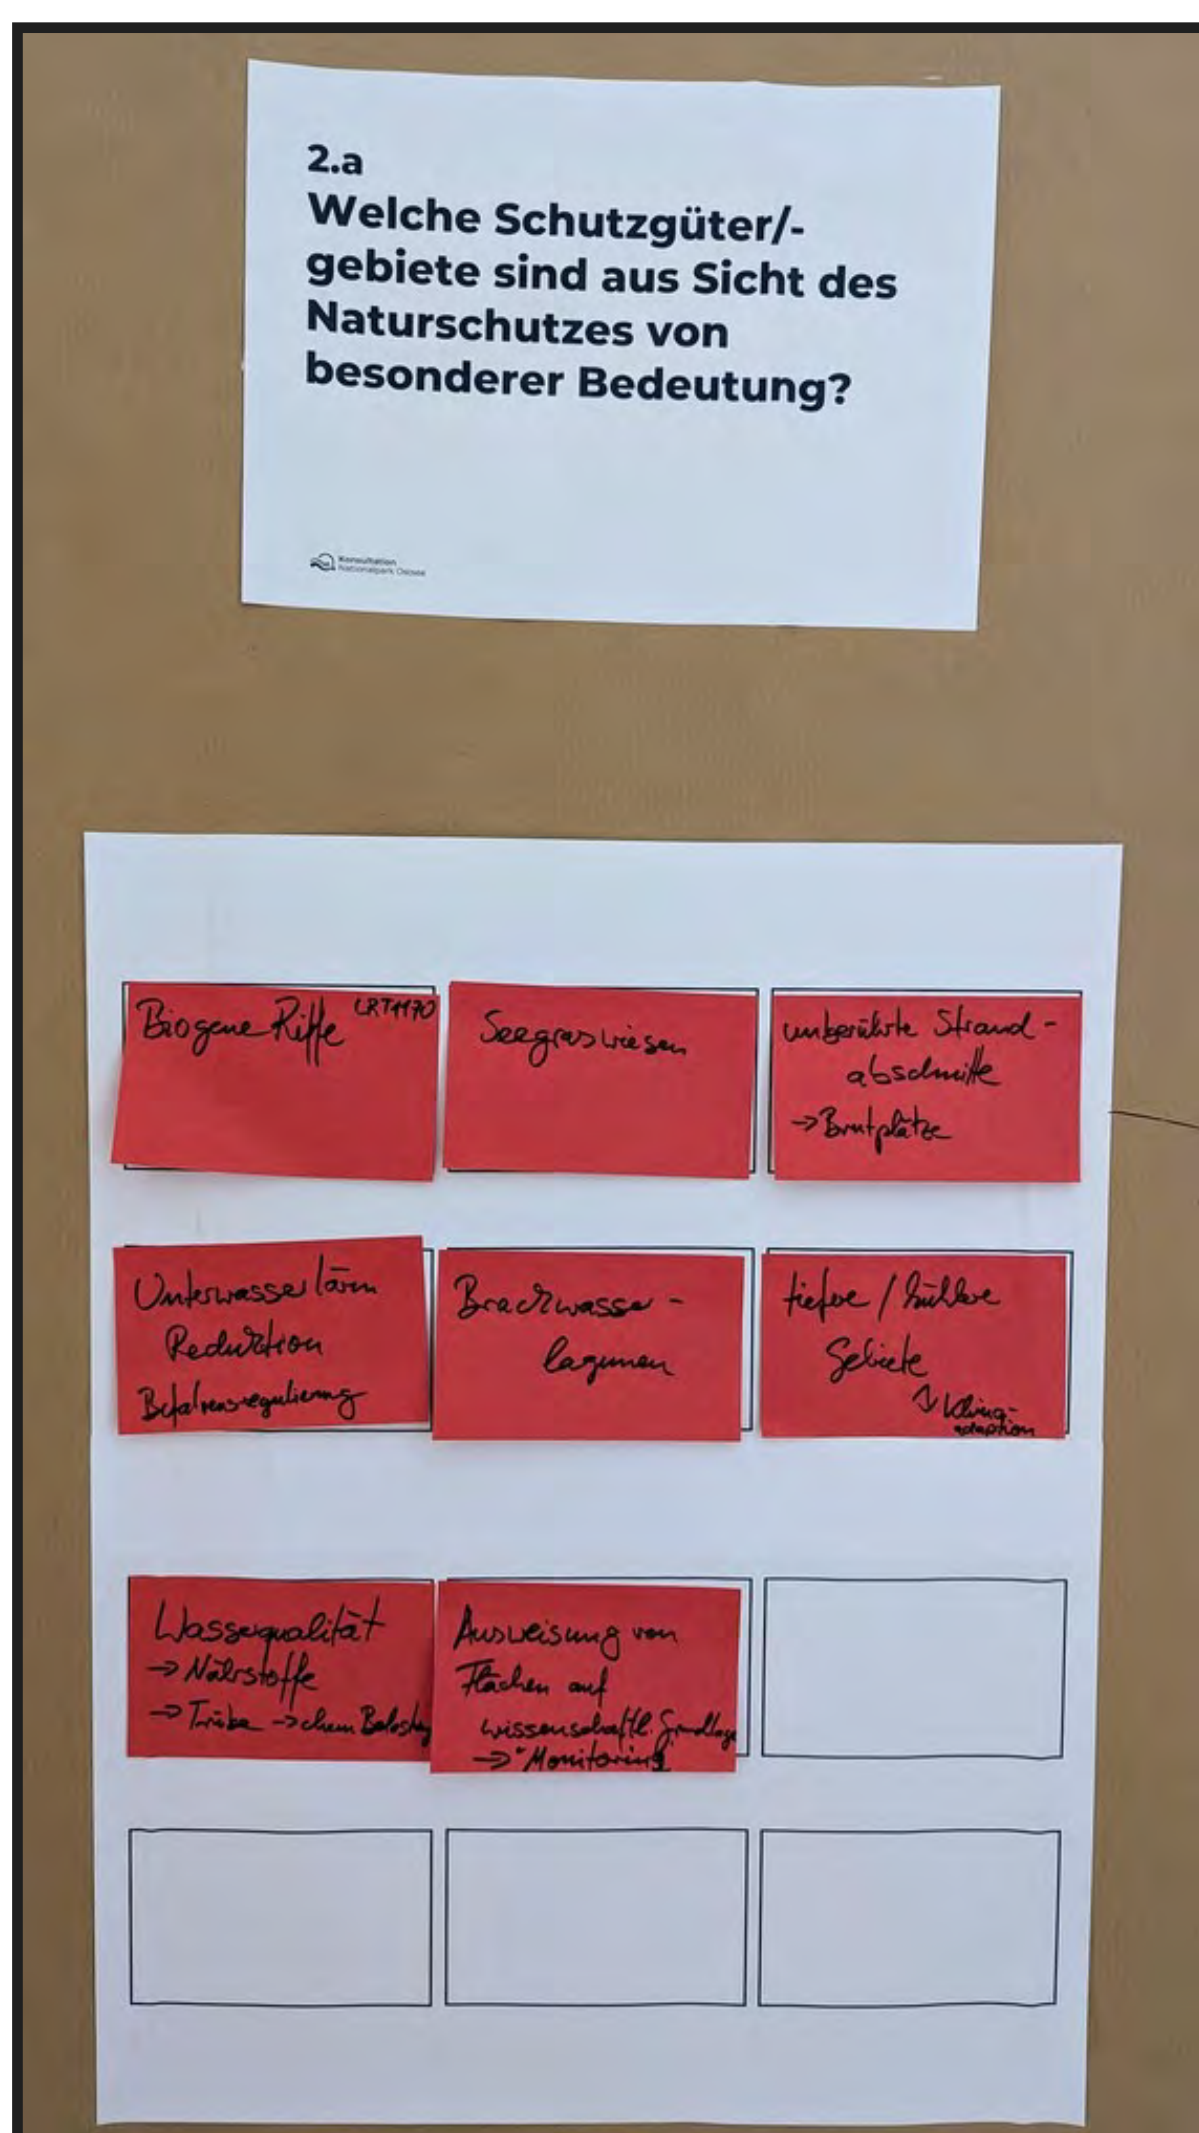 2.a
Welche Schutzgüter/-
gebiete sind aus Sicht des
Naturschutzes von
besonderer Bedeutung?
Konsultation
Nationalpark Ostsee
Biogene Riffe LRT1170
Seegraswiesen
unberührte Strand-
abschnitte
→ Brutplätze
Unterwasserlärm
Reduktion
Befahrensregulierung
Brackwasser-
lagunen
tiefere / kühlere
Gebiete
↳ Klima-
adaption
Wasserqualität
→ Nährstoffe
→ Trübe → chem Belastung
Ausweisung von
Flächen auf
wissenschaftl. Grundlage
→ "Monitoring"